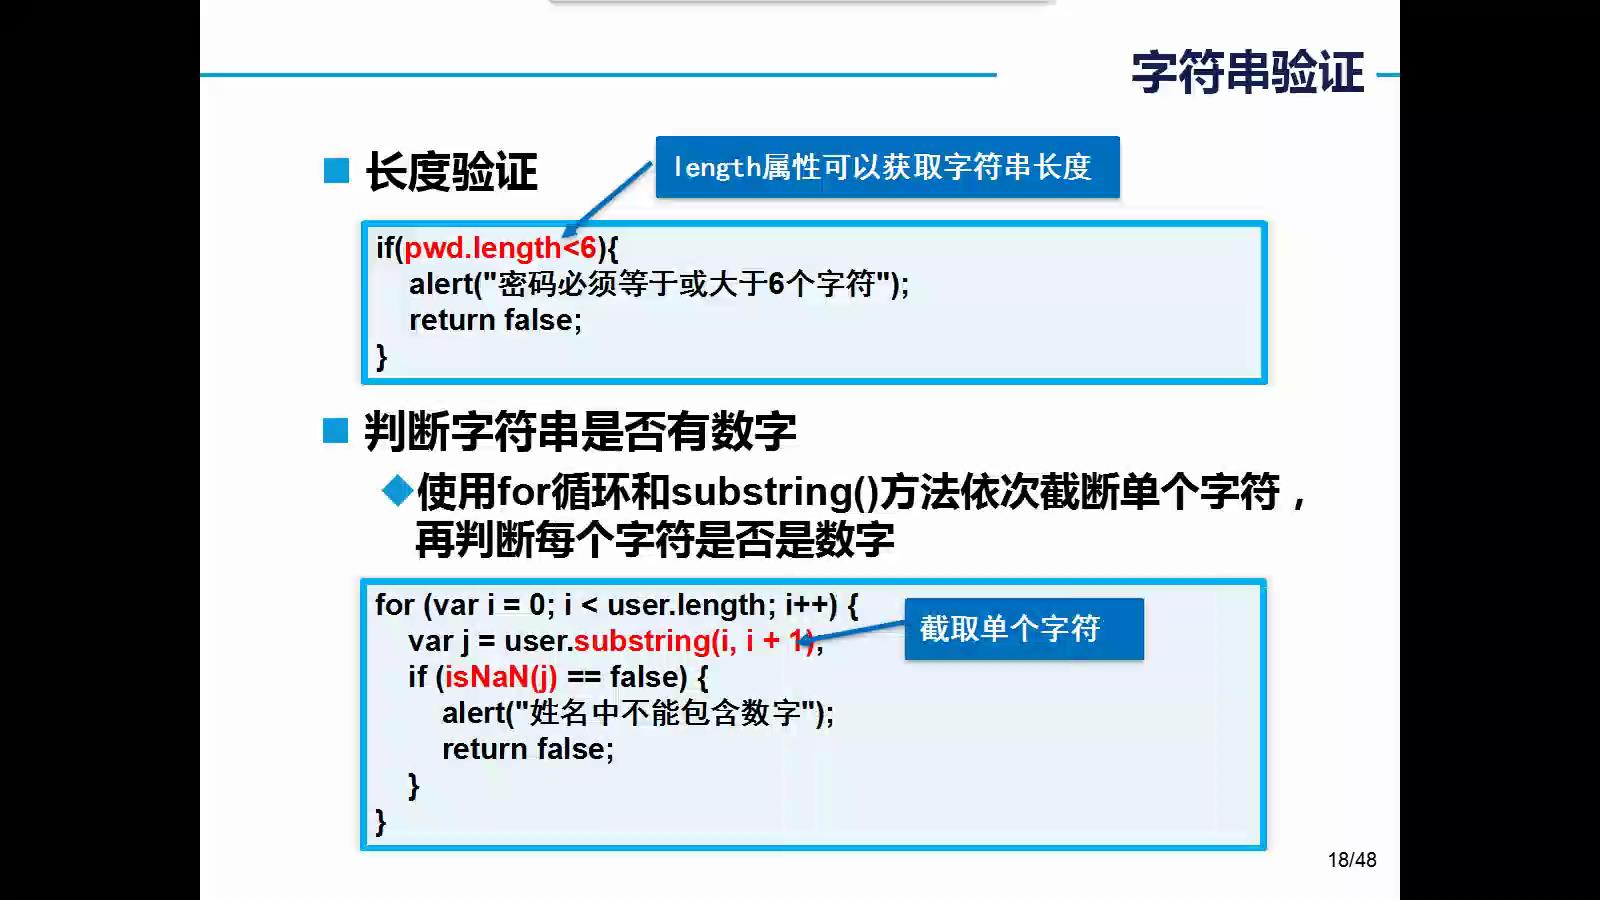 字符串验证
长度验证
length属性可以获取字符串长度
if(pwd.length<6){
alert("密码必须等于或大于6个字符");
return false;
}
判断字符串是否有数字
使用for循环和substring()方法依次截断单个字符，
再判断每个字符是否是数字
for (var i = 0; i < user.length; i++) {
var j = user.substring(i, i + 1);
截取单个字符
if (isNaN(j) == false) {
alert("姓名中不能包含数字");
return false;
}
}
18/48